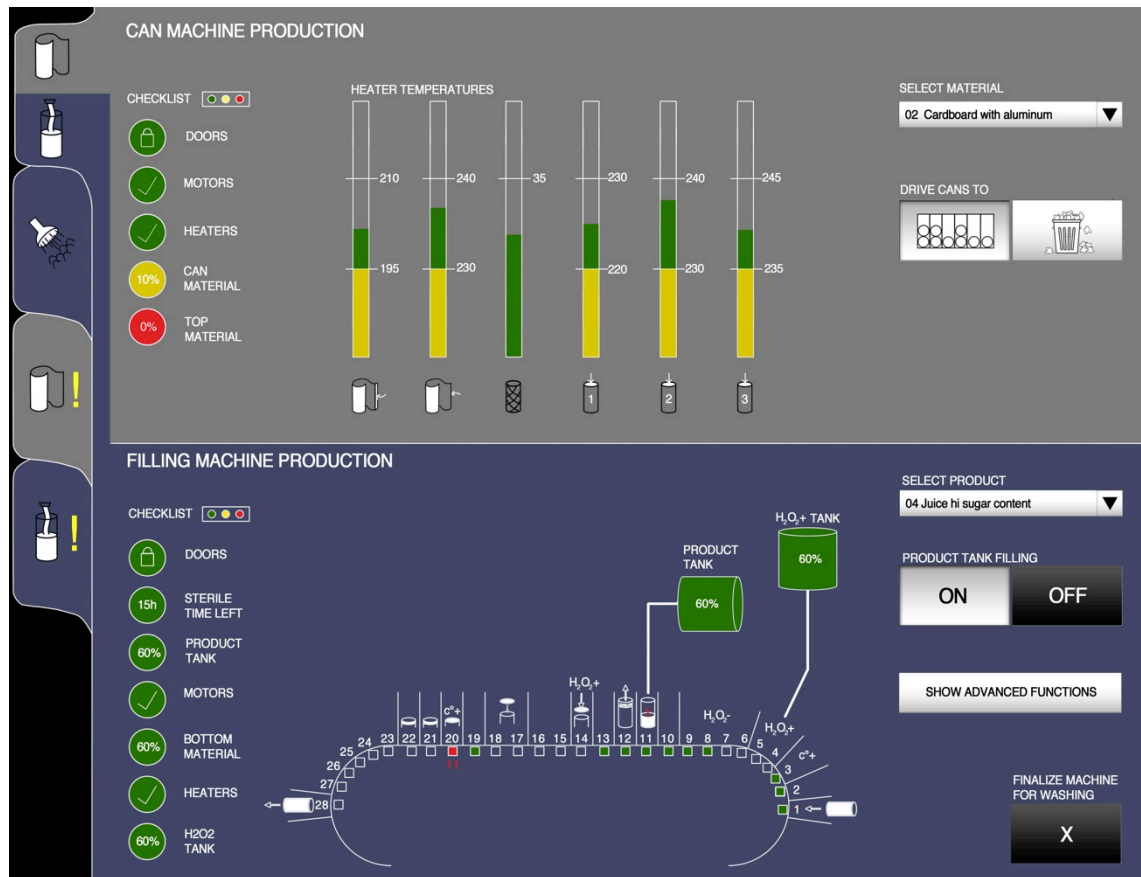 CAN MACHINE PRODUCTION
CHECKLIST
DOORS
MOTORS
HEATERS
10%
CAN
MATERIAL
0%
TOP
MATERIAL
HEATER TEMPERATURES
210 240 35 230 240 245
195 230 220 230 235
1 2 3
SELECT MATERIAL
02 Cardboard with aluminum
DRIVE CANS TO
!
!
FILLING MACHINE PRODUCTION
CHECKLIST
DOORS
15h
STERILE
TIME LEFT
60%
PRODUCT
TANK
MOTORS
60%
BOTTOM
MATERIAL
HEATERS
60%
H2O2
TANK
PRODUCT
TANK
60%
H₂O₂+ TANK
60%
H₂O₂+
C°+
H₂O₂-
H₂O₂+
C°+
28 27 26 25 24 23 22 21 20 19 18 17 16 15 14 13 12 11 10 9 8 7 6 5 4 3 2 1
11
SELECT PRODUCT
04 Juice hi sugar content
PRODUCT TANK FILLING
ON OFF
SHOW ADVANCED FUNCTIONS
FINALIZE MACHINE
FOR WASHING
X